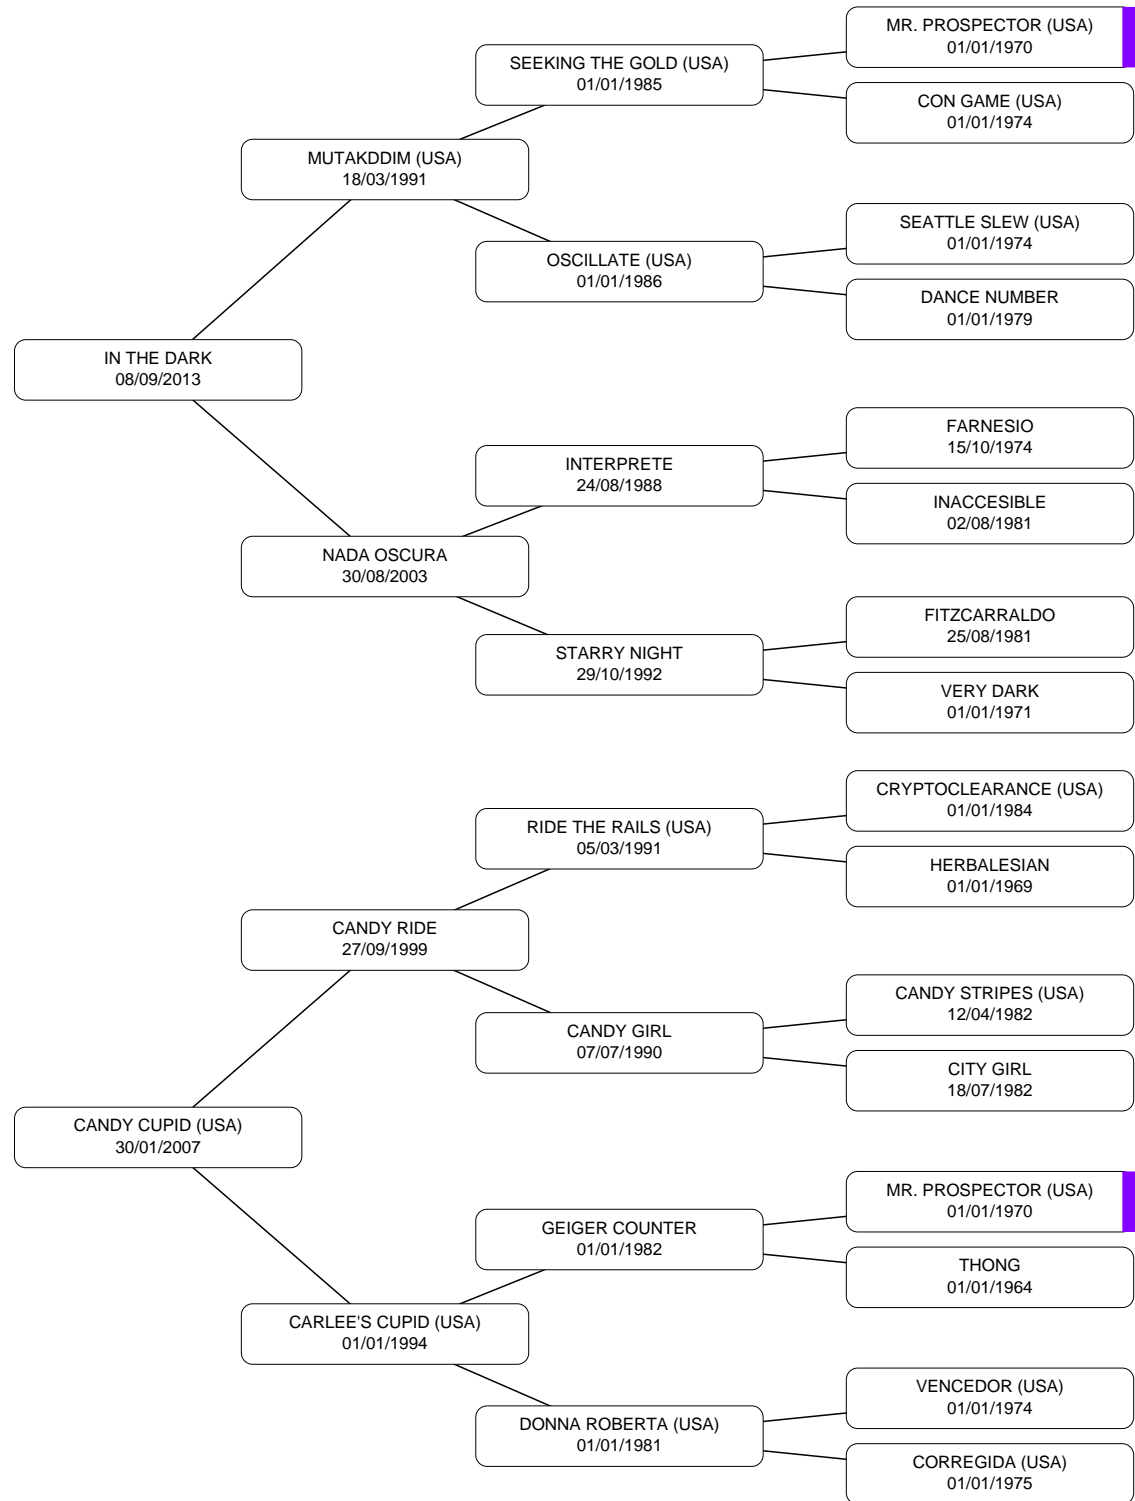 MR. PROSPECTOR (USA)
01/01/1970
SEEKING THE GOLD (USA)
01/01/1985
CON GAME (USA)
01/01/1974
MUTAKDDIM (USA)
18/03/1991
SEATTLE SLEW (USA)
01/01/1974
OSCILLATE (USA)
01/01/1986
DANCE NUMBER
01/01/1979
IN THE DARK
08/09/2013
FARNESIO
15/10/1974
INTERPRETE
24/08/1988
INACCESIBLE
02/08/1981
NADA OSCURA
30/08/2003
FITZCARRALDO
25/08/1981
STARRY NIGHT
29/10/1992
VERY DARK
01/01/1971
CRYPTOCLEARANCE (USA)
01/01/1984
RIDE THE RAILS (USA)
05/03/1991
HERBALESIAN
01/01/1969
CANDY RIDE
27/09/1999
CANDY STRIPES (USA)
12/04/1982
CANDY GIRL
07/07/1990
CITY GIRL
18/07/1982
CANDY CUPID (USA)
30/01/2007
MR. PROSPECTOR (USA)
01/01/1970
GEIGER COUNTER
01/01/1982
THONG
01/01/1964
CARLEE'S CUPID (USA)
01/01/1994
VENCEDOR (USA)
01/01/1974
DONNA ROBERTA (USA)
01/01/1981
CORREGIDA (USA)
01/01/1975